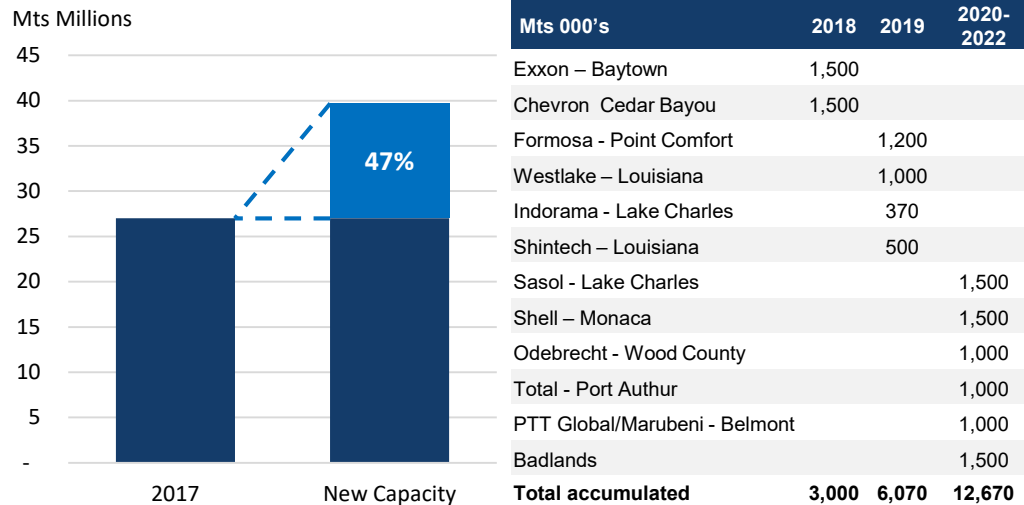 Mts Millions
45
40
35
30
25
20
15
10
5
-
47%
2017 New Capacity
Mts 000's 2018 2019 2020-
2022
Exxon – Baytown 1,500
Chevron Cedar Bayou 1,500
Formosa - Point Comfort 1,200
Westlake – Louisiana 1,000
Indorama - Lake Charles 370
Shintech – Louisiana 500
Sasol - Lake Charles 1,500
Shell – Monaca 1,500
Odebrecht - Wood County 1,000
Total - Port Authur 1,000
PTT Global/Marubeni - Belmont 1,000
Badlands 1,500
Total accumulated 3,000 6,070 12,670